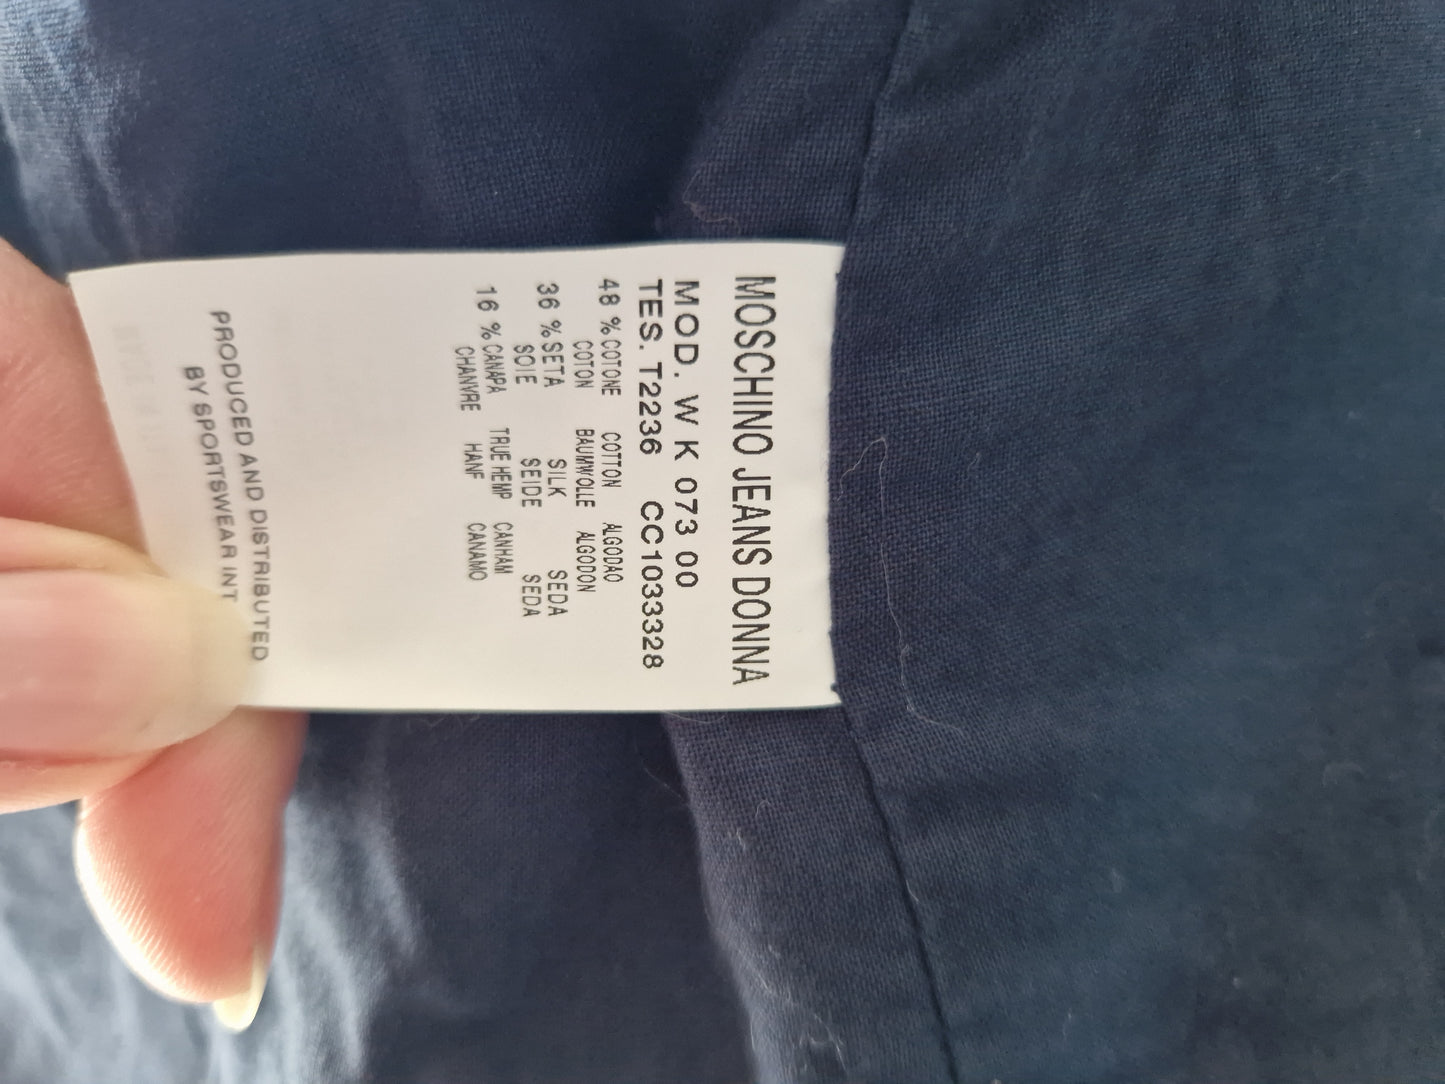 MOSCHINO JEANS DONNA
MOD. W K 073 00
TES. T2236 CC1033328
48 % COTONE COTTON ALGODAO
COTON BAUMWOLLE ALGODON
36 % SETA SILK SEDA
SOIE SEIDE SEDA
16 % CANAPA TRUE HEMP CANHAM
CHANVRE HANF CANAMO
PRODUCED AND DISTRIBUTED
BY SPORTSWEAR INT